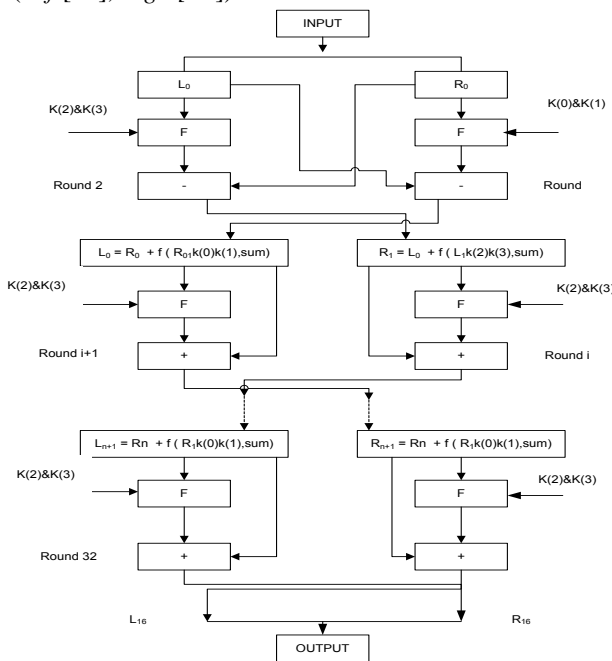 INPUT
L0 R0
K(2)&K(3) K(0)&K(1)
F F
Round 2 - - Round
L0 = R0 + f ( R01k(0)k(1),sum) R1 = L0 + f ( L1k(2)k(3),sum)
K(2)&K(3) K(2)&K(3)
F F
Round i+1 + + Round i
Ln+1 = Rn + f ( R1k(0)k(1),sum) Rn+1 = Rn + f ( R1k(0)k(1),sum)
K(2)&K(3) K(2)&K(3)
F F
Round 32 + +
L16 R16
OUTPUT